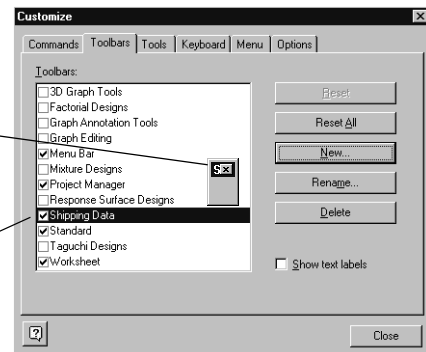 Customize
Commands Toolbars Tools Keyboard Menu Options
Toolbars:
3D Graph Tools
Factorial Designs
Graph Annotation Tools
Graph Editing
Menu Bar
Mixture Designs
Project Manager
Response Surface Designs
Shipping Data
Standard
Taguchi Designs
Worksheet
Reset
Reset All
New...
Rename...
Delete
Show text labels
Close